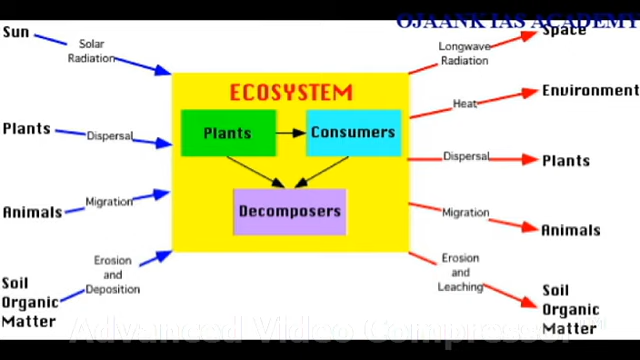 OJAANK IAS ACADEMY
Sun
Solar
Radiation
Longwave
Radiation
Space
ECOSYSTEM
Heat
Environment
Plants
Dispersal
Plants
Consumers
Dispersal
Plants
Animals
Migration
Decomposers
Migration
Animals
Soil
Organic
Matter
Erosion
and
Deposition
Erosion
and
Leaching
Soil
Organic
Matter
Advanced Video Compressor